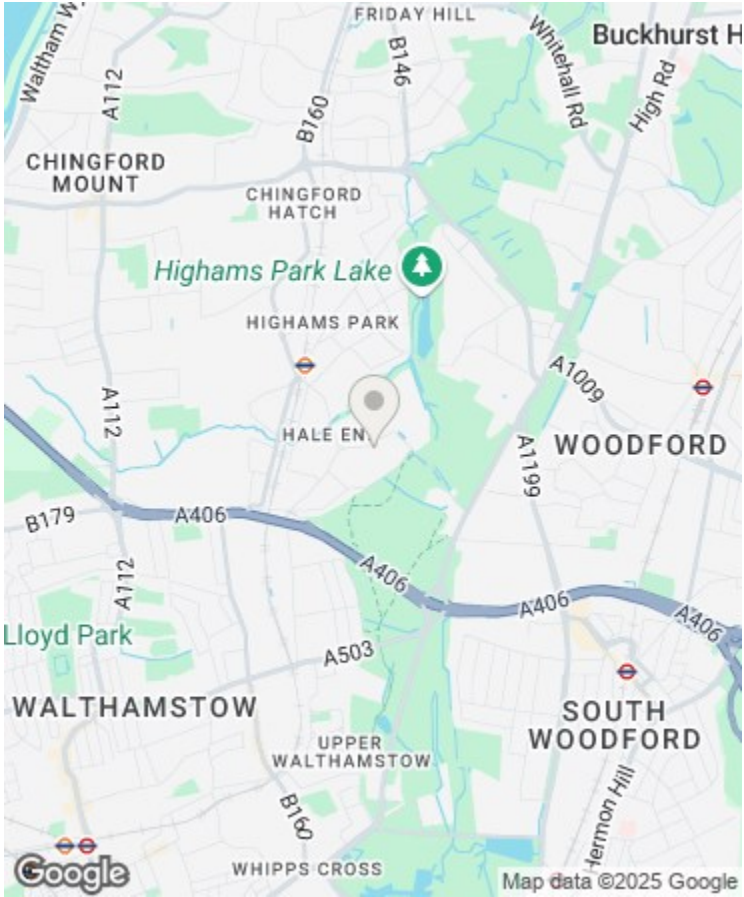 FRIDAY HILL
Buckhurst H
Waltham W
A112
B146
Whitehall Rd
High Rd
B160
CHINGFORD
MOUNT
CHINGFORD
HATCH
Highams Park Lake
HIGHAMS PARK
A1009
A112
HALE EN
WOODFORD
A1199
B179
A406
A406
A112
A406
A406
Lloyd Park
A503
WALTHAMSTOW
SOUTH
WOODFORD
UPPER
WALTHAMSTOW
B160
Hermon Hill
WHIPPS CROSS
Google
Map data ©2025 Google